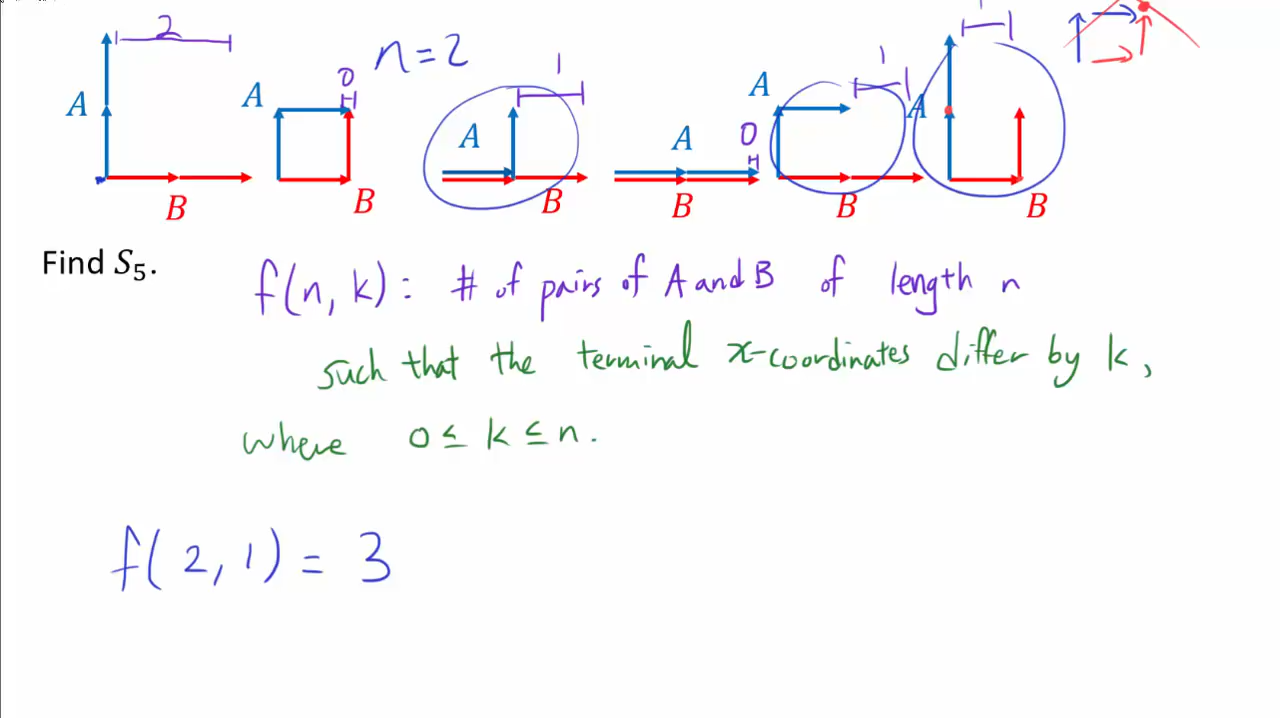 2
A
B
A
0
B
n=2
A
1
B
A
0
B
A
1
B
A
1
B
Find S₅.
f(n, k): # of pairs of A and B of length n
such that the terminal x-coordinates differ by k,
where 0 ≤ k ≤ n.
f(2, 1) = 3